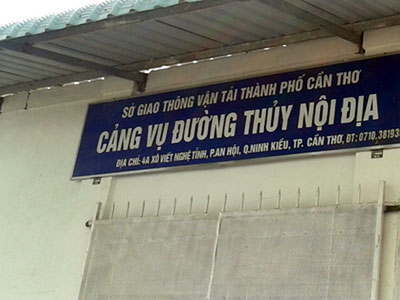 SỞ GIAO THÔNG VẬN TẢI THÀNH PHỐ CẦN THƠ
CẢNG VỤ ĐƯỜNG THỦY NỘI ĐỊA
ĐỊA CHỈ: 4A XÔ VIẾT NGHỆ TĨNH, P.AN HỘI, Q.NINH KIỀU, TP. CẦN THƠ, ĐT: 0710.38193